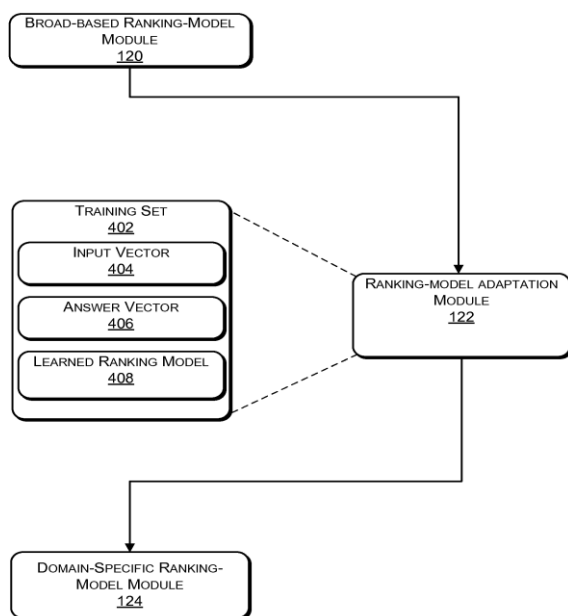 BROAD-BASED RANKING-MODEL
MODULE
120
TRAINING SET
402
INPUT VECTOR
404
ANSWER VECTOR
406
LEARNED RANKING MODEL
408
RANKING-MODEL ADAPTATION
MODULE
122
DOMAIN-SPECIFIC RANKING-
MODEL MODULE
124